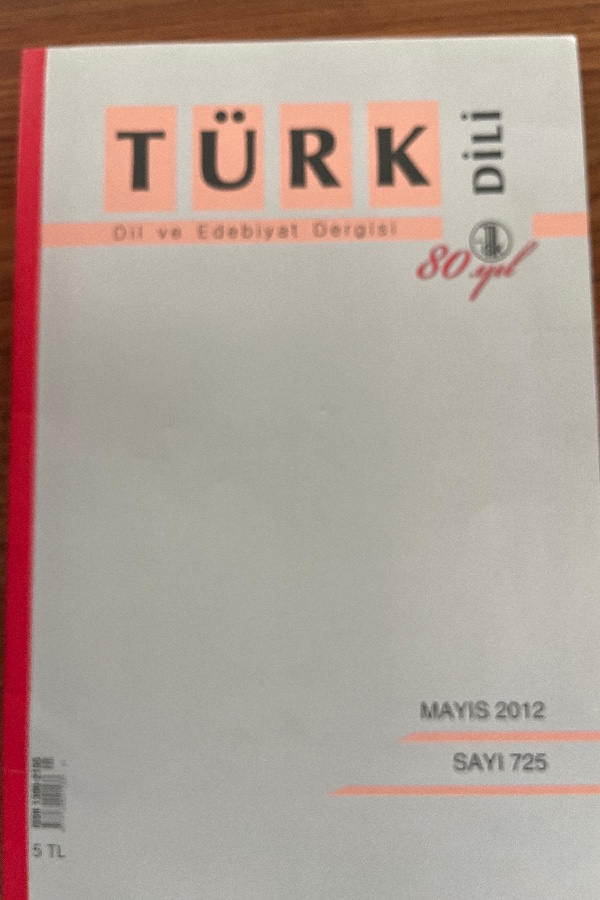 TÜRK DİLİ
Dil ve Edebiyat Dergisi
80.yıl
MAYIS 2012
SAYI 725
5 TL